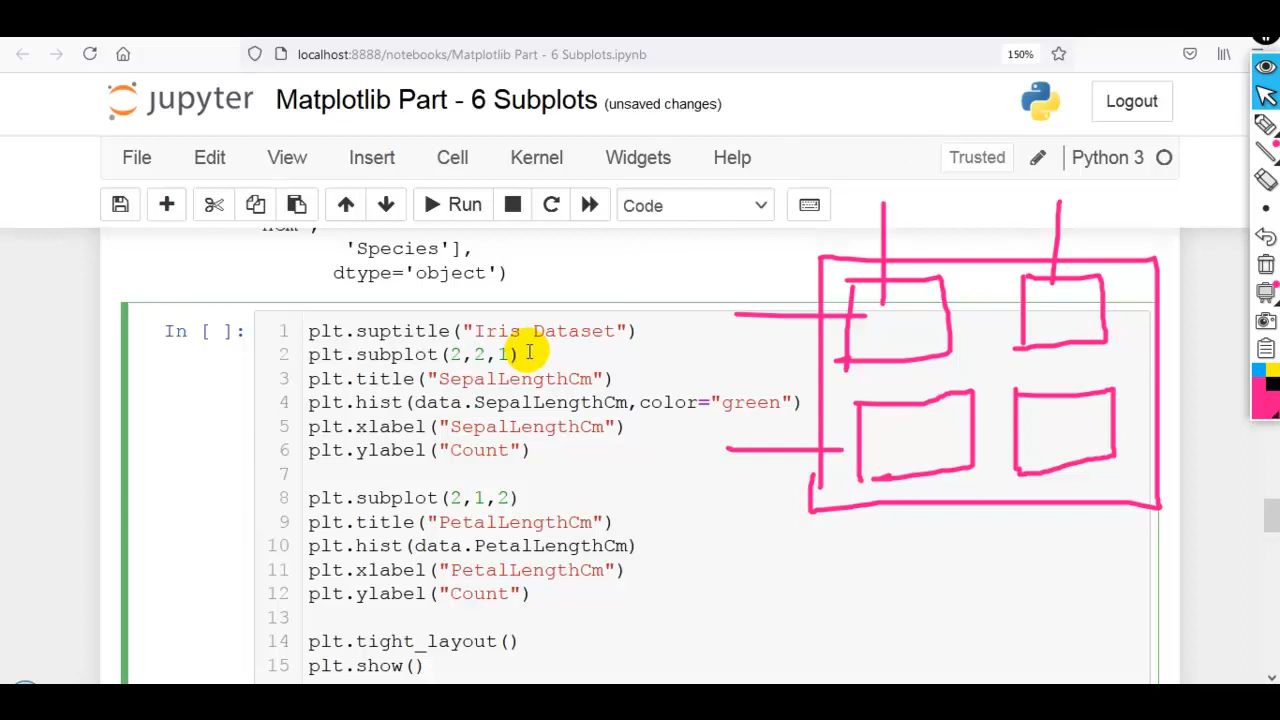 localhost:8888/notebooks/Matplotlib Part - 6 Subplots.ipynb 150%
jupyter Matplotlib Part - 6 Subplots (unsaved changes) Logout
File Edit View Insert Cell Kernel Widgets Help Trusted Python 3
Run Code
'Species'],
dtype='object')
In [ ]:
1 plt.suptitle("Iris Dataset")
2 plt.subplot(2,2,1)
3 plt.title("SepalLengthCm")
4 plt.hist(data.SepalLengthCm,color="green")
5 plt.xlabel("SepalLengthCm")
6 plt.ylabel("Count")
7
8 plt.subplot(2,1,2)
9 plt.title("PetalLengthCm")
10 plt.hist(data.PetalLengthCm)
11 plt.xlabel("PetalLengthCm")
12 plt.ylabel("Count")
13
14 plt.tight_layout()
15 plt.show()